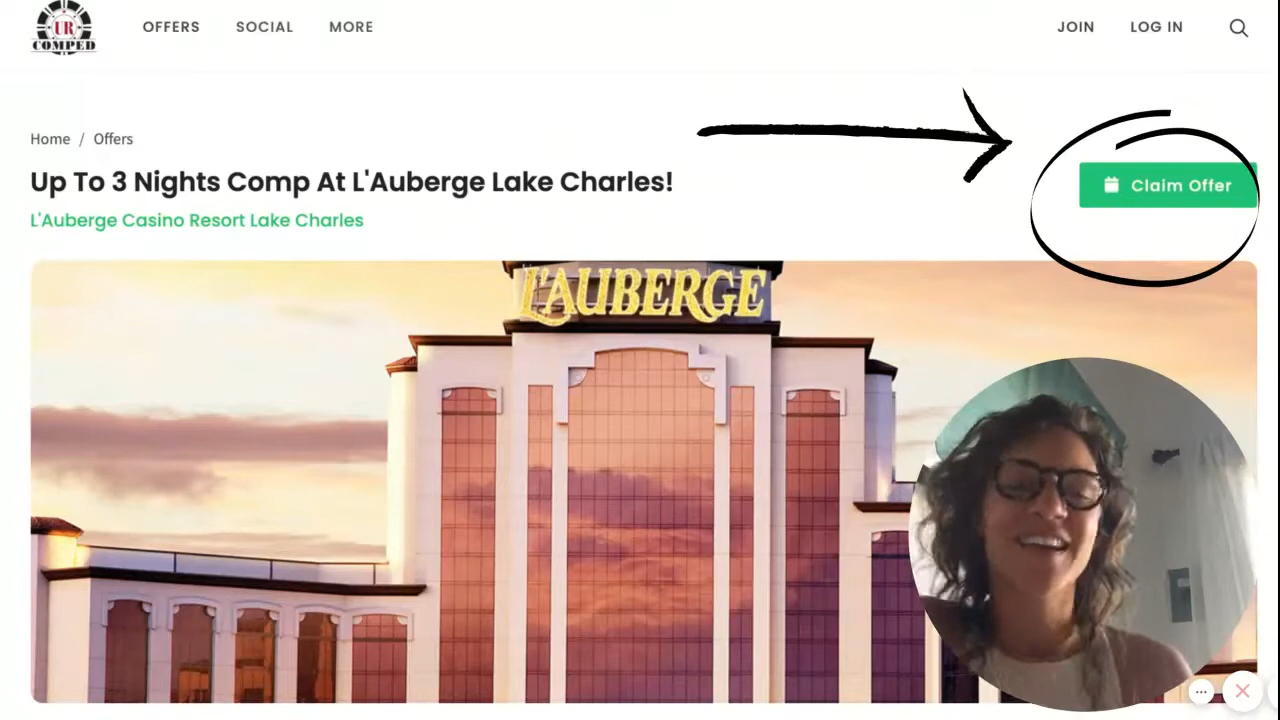 UR
COMPED
OFFERS
SOCIAL
MORE
JOIN
LOG IN
Home / Offers
Up To 3 Nights Comp At L'Auberge Lake Charles!
Claim Offer
L'Auberge Casino Resort Lake Charles
L'AUBERGE